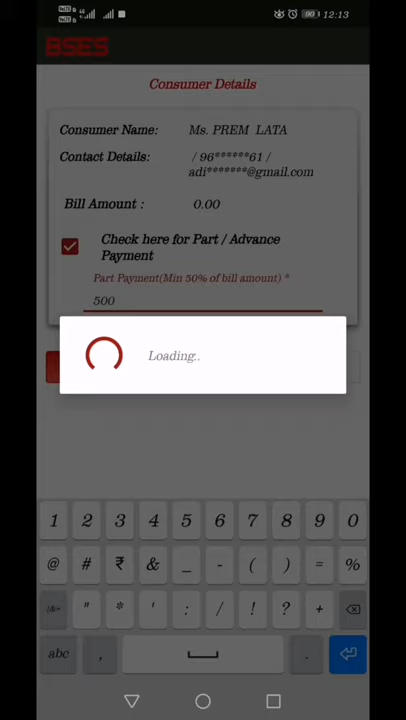 12:13
BSES
Consumer Details
Consumer Name: Ms. PREM LATA
Contact Details: / 96******61 /
adi*******@gmail.com
Bill Amount : 0.00
Check here for Part / Advance
Payment
Part Payment(Min 50% of bill amount) *
500
Loading..
1 2 3 4 5 6 7 8 9 0
@ # ₹ & _ - ( ) = %
" * ' : / ! ? +
abc , .